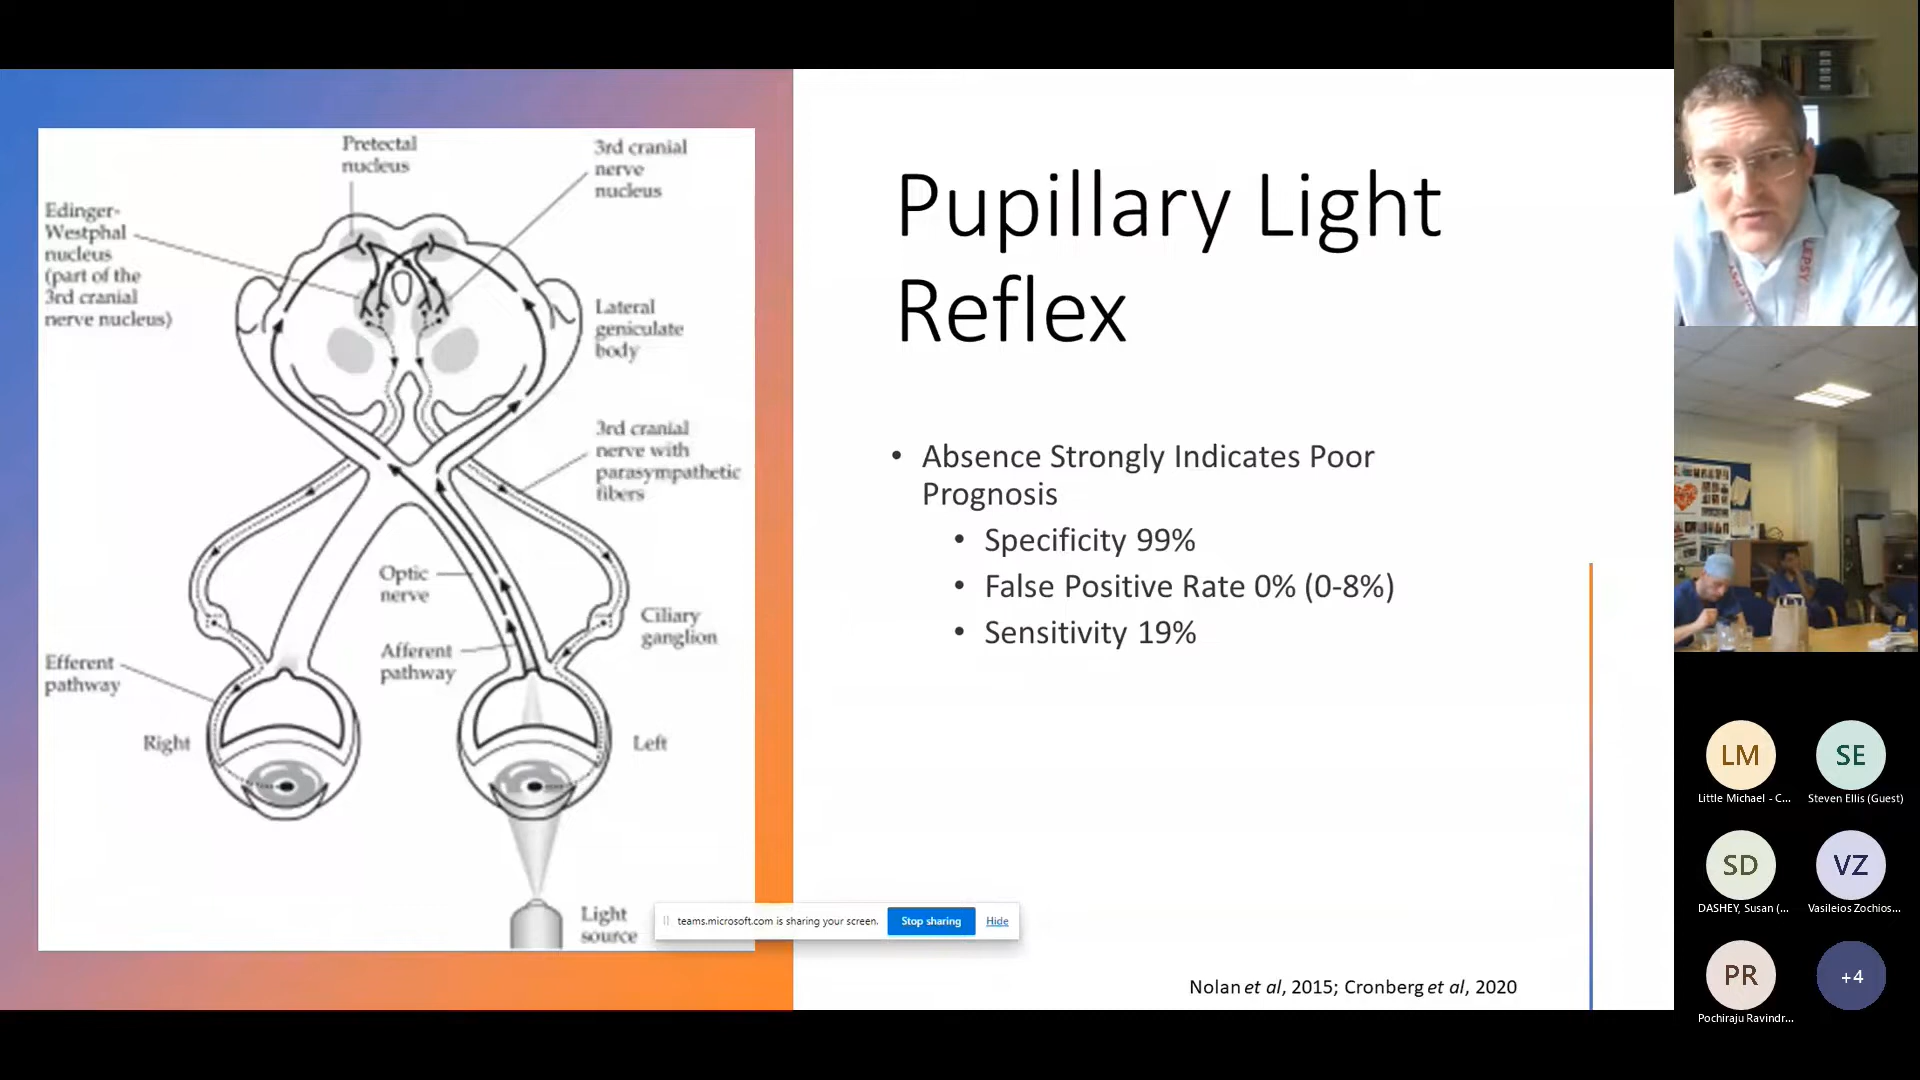 Pretectal
nucleus
3rd cranial
nerve
nucleus
Edinger-
Westphal
nucleus
(part of the
3rd cranial
nerve nucleus)
Lateral
geniculate
body
3rd cranial
nerve with
parasympathetic
fibers
Optic
nerve
Ciliary
ganglion
Afferent
pathway
Efferent
pathway
Right
Left
Light
source
Pupillary Light
Reflex
• Absence Strongly Indicates Poor
Prognosis
• Specificity 99%
• False Positive Rate 0% (0-8%)
• Sensitivity 19%
teams.microsoft.com is sharing your screen.
Stop sharing
Hide
Nolan et al, 2015; Cronberg et al, 2020
LEPSY
LM
Little Michael - C...
SE
Steven Ellis (Guest)
SD
DASHEY, Susan (...
VZ
Vasileios Zochios...
PR
Pochiraju Ravindr...
+4